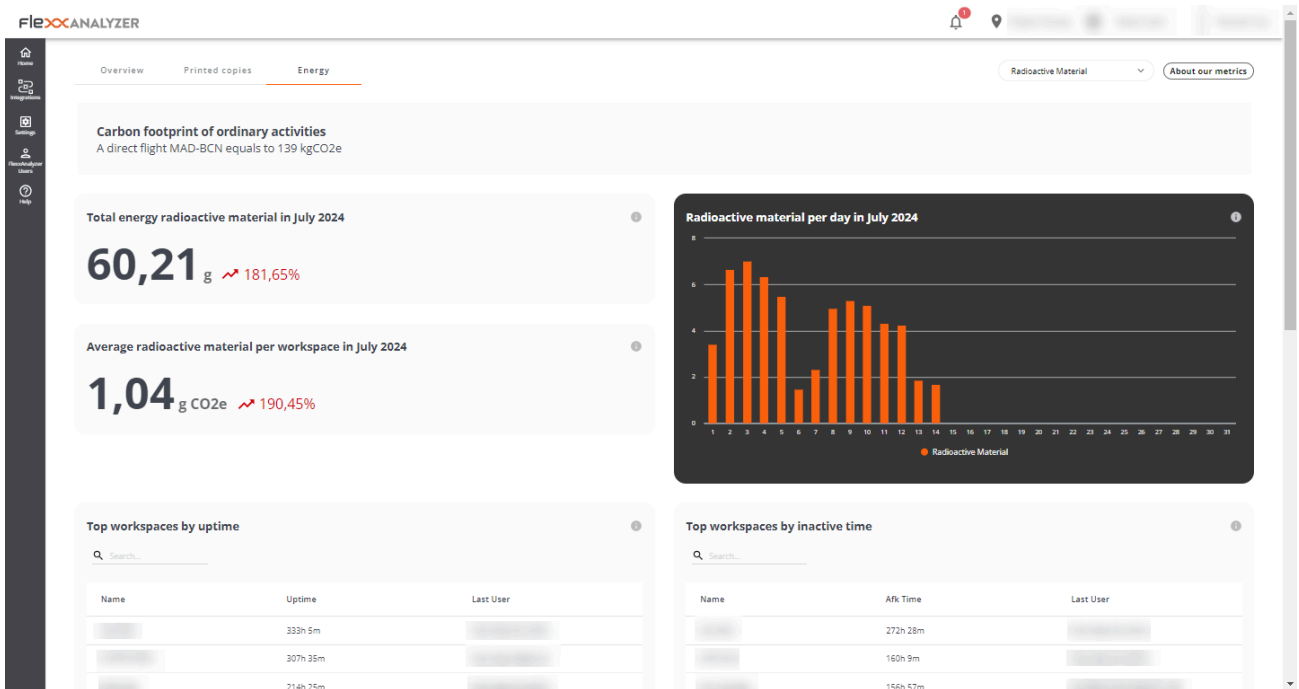 FlexxANALYZER
1
Home
Integrations
Settings
FlexxAnalyzer
Users
Help
Overview
Printed copies
Energy
Radioactive Material
About our metrics
Carbon footprint of ordinary activities
A direct flight MAD-BCN equals to 139 kgCO2e
Total energy radioactive material in July 2024
60,21 g 181,65%
Average radioactive material per workspace in July 2024
1,04 g CO2e 190,45%
Radioactive material per day in July 2024
8
6
4
2
0
1 2 3 4 5 6 7 8 9 10 11 12 13 14 15 16 17 18 19 20 21 22 23 24 25 26 27 28 29 30 31
Radioactive Material
Top workspaces by uptime
Search...
Name Uptime Last User
333h 5m
307h 35m
214h 25m
Top workspaces by inactive time
Search...
Name Afk Time Last User
272h 28m
160h 9m
156h 57m